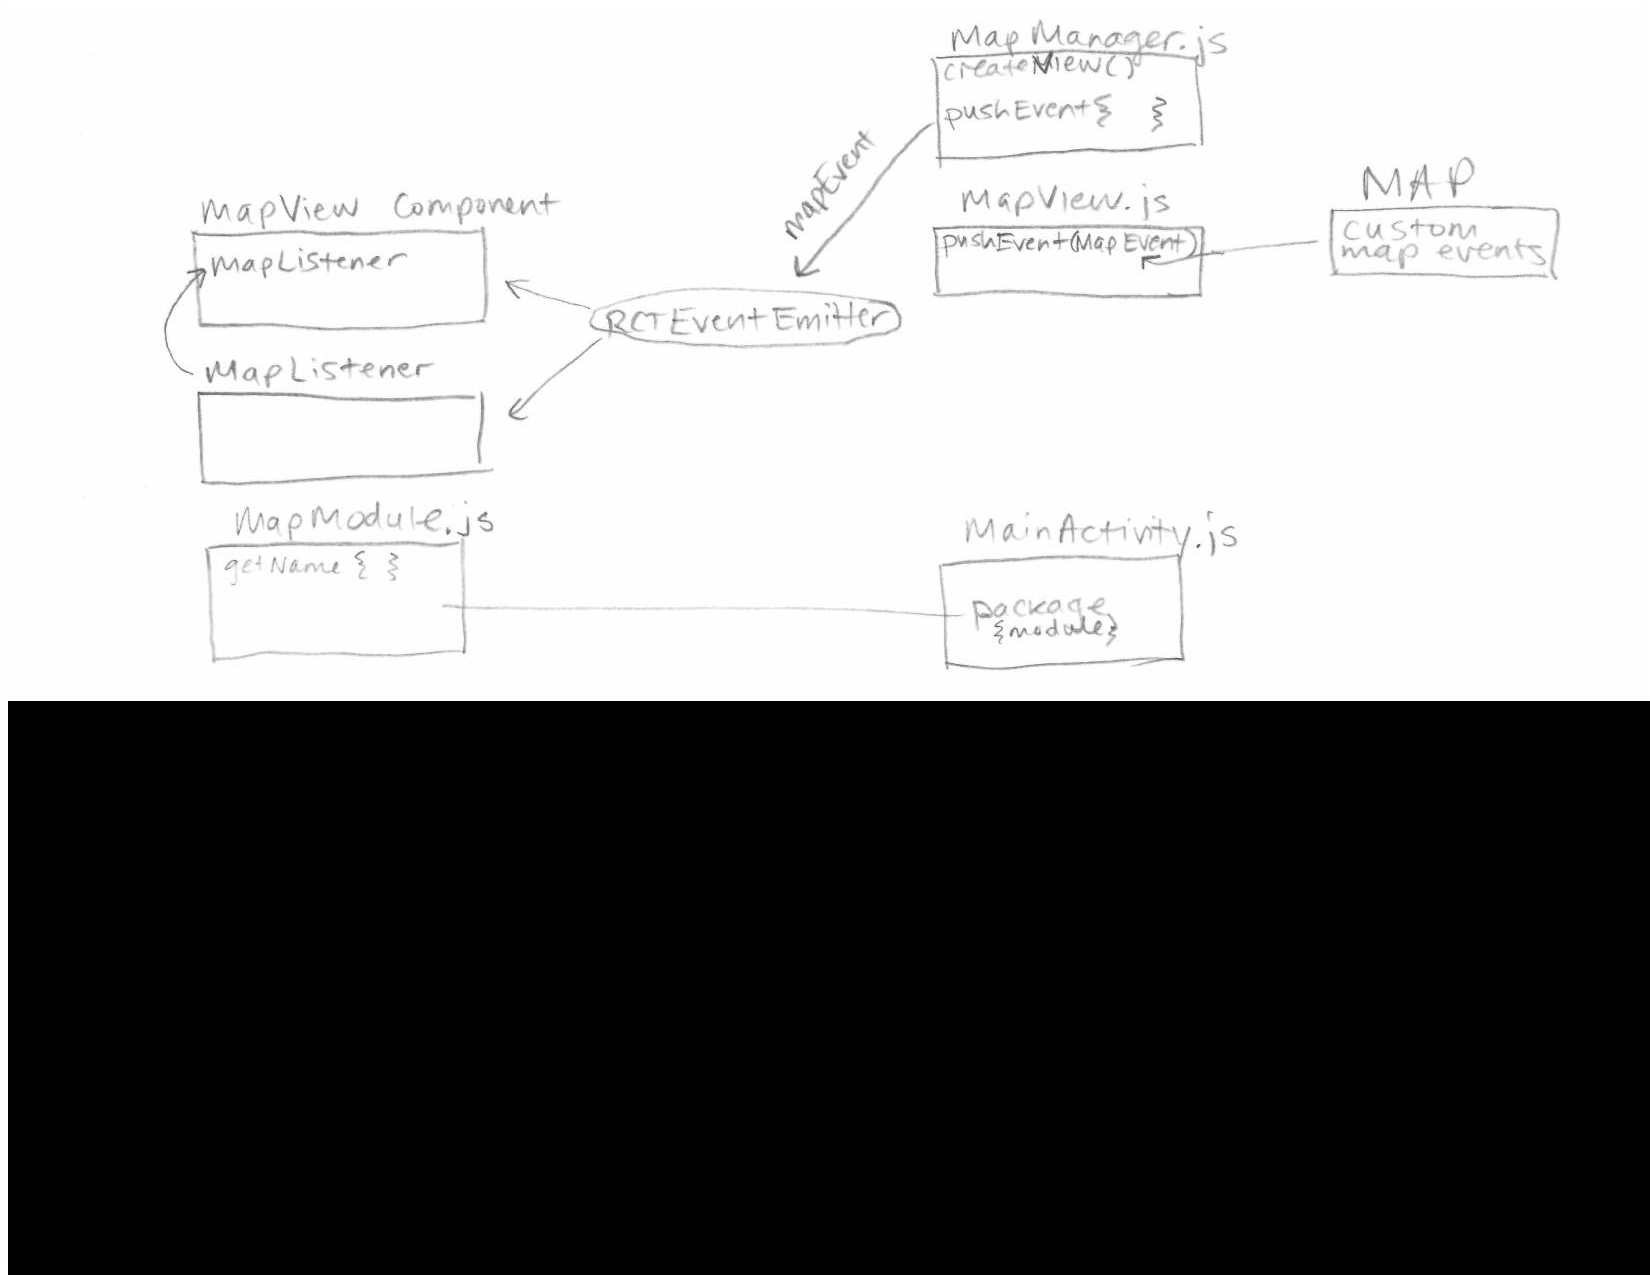 MapManager.js
createView()
pushEvent{ }
mapEvent
MAP
MapView Component
MapView.js
mapListener
pushEvent(MapEvent)
custom
map events
RCTEventEmitter
MapListener
MapModule.js
MainActivity.js
getName { }
package
{module}